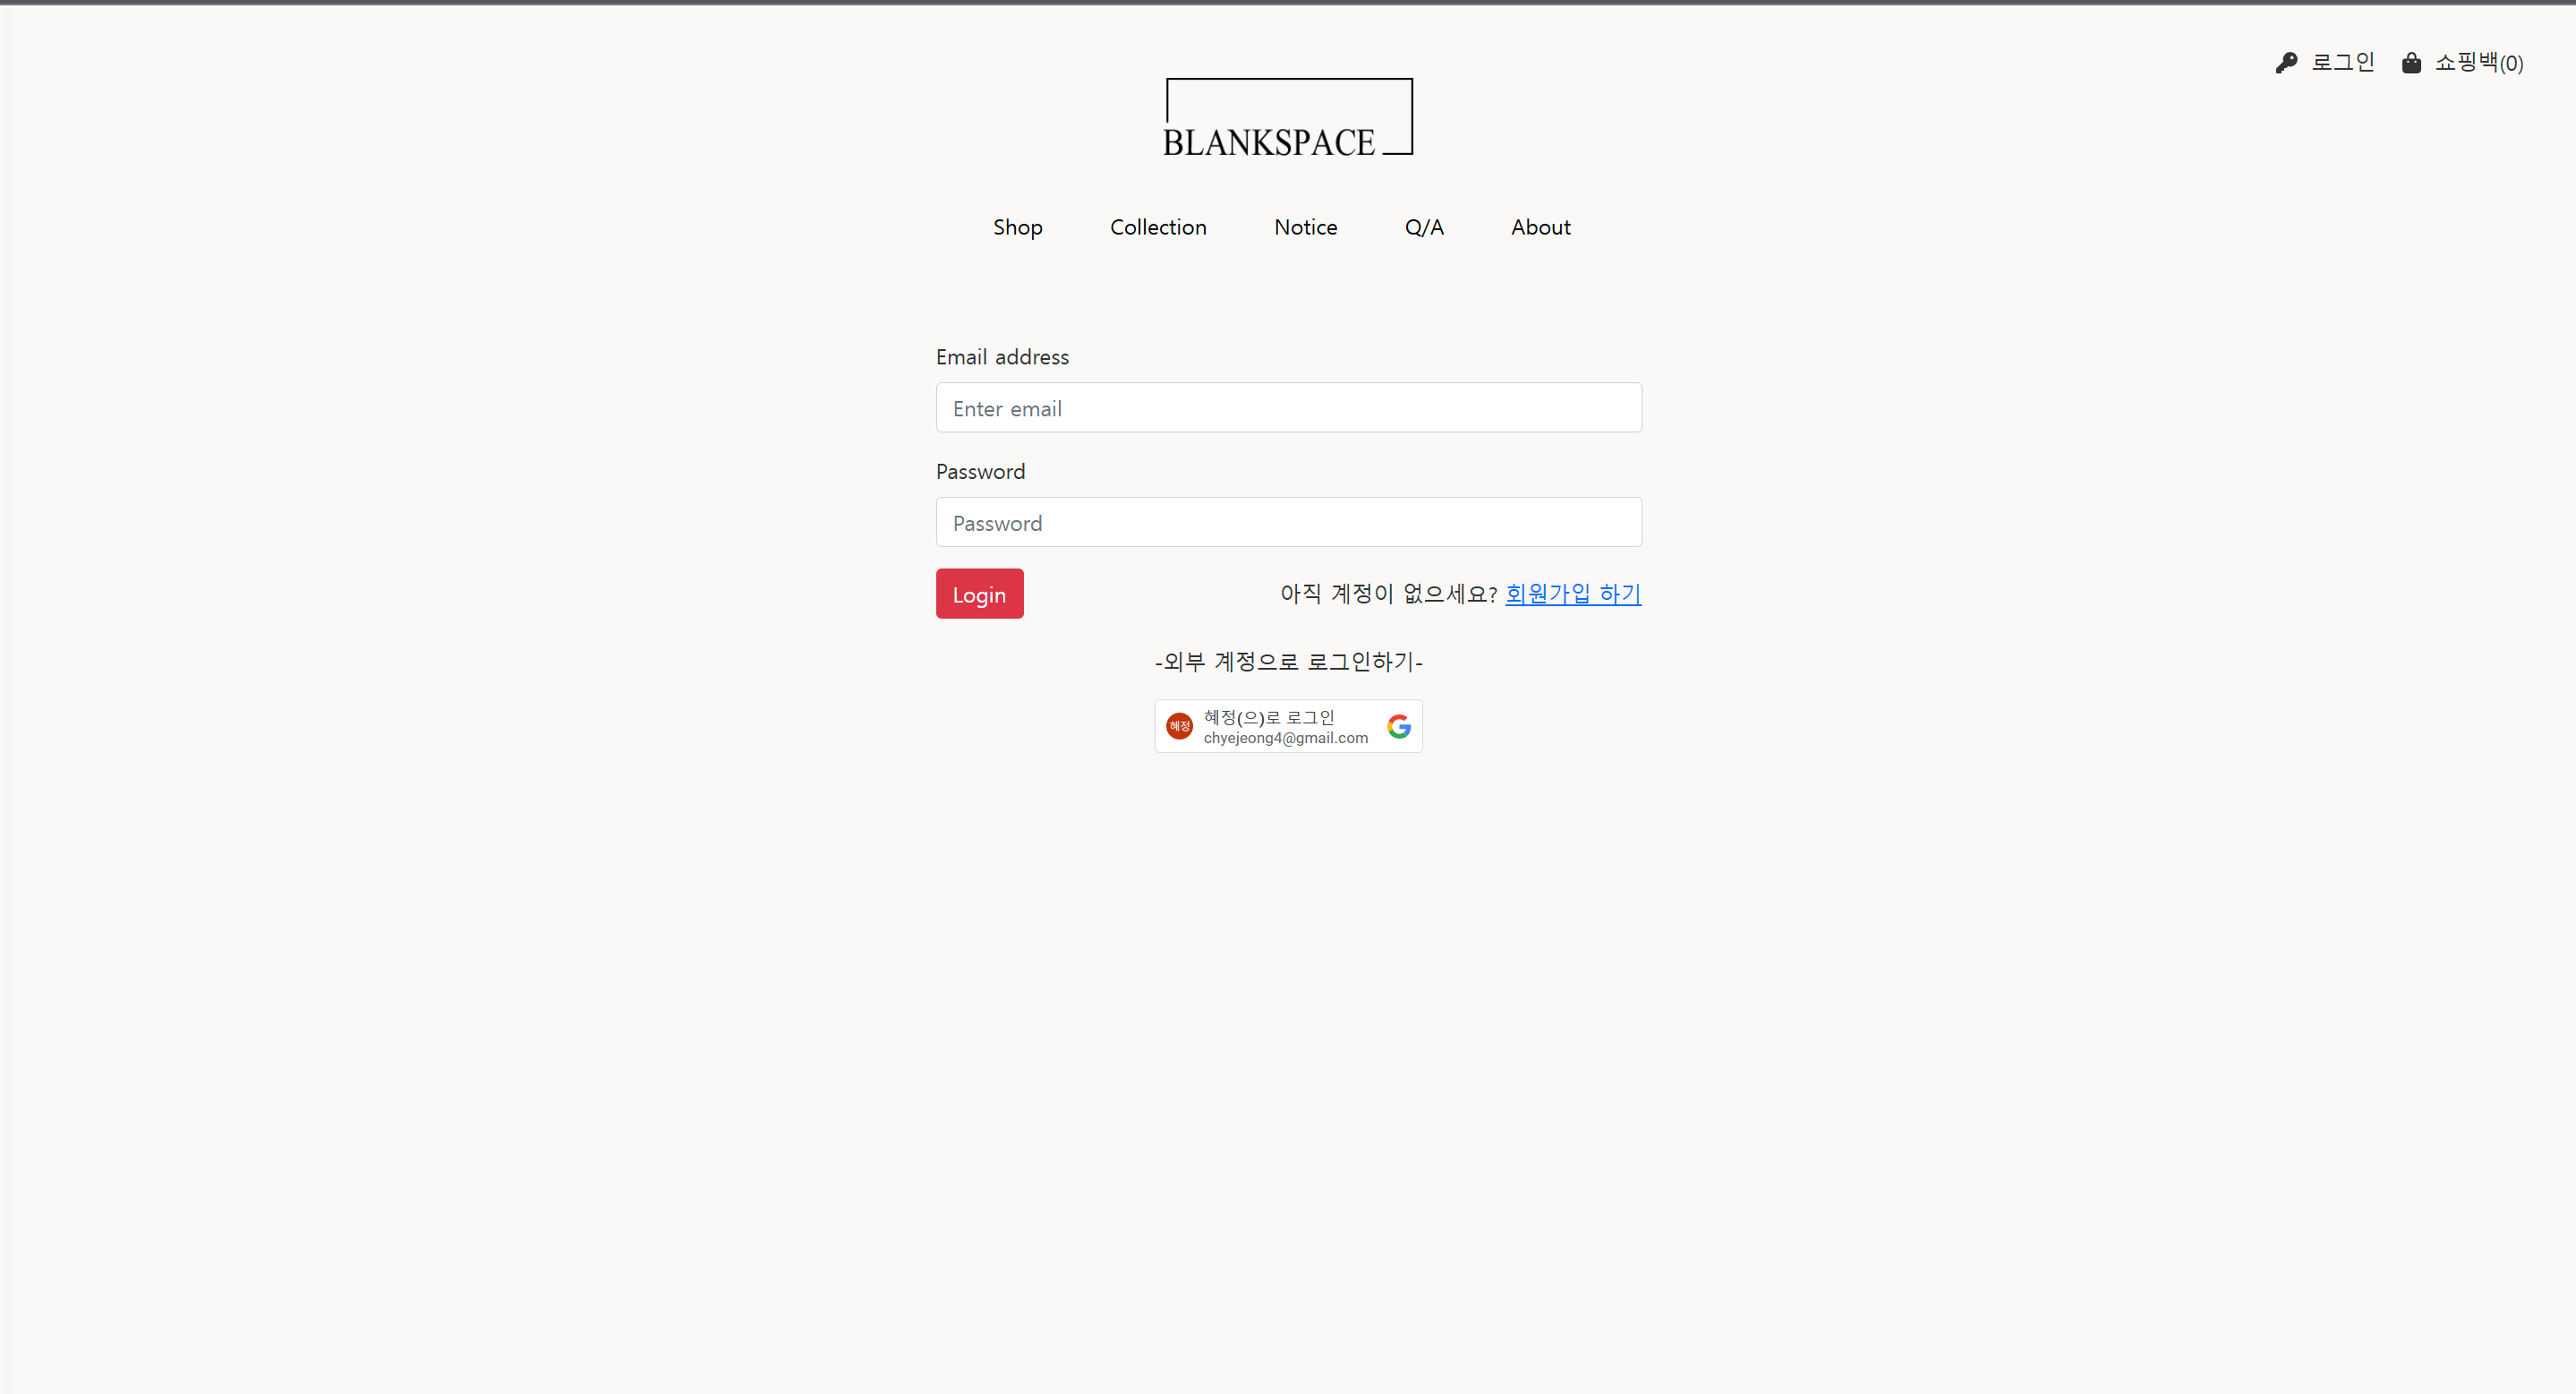 로그인 쇼핑백(0)
BLANKSPACE
Shop Collection Notice Q/A About
Email address
Enter email
Password
Password
Login 아직 계정이 없으세요? 회원가입 하기
-외부 계정으로 로그인하기-
혜정 혜정(으)로 로그인
chyejeong4@gmail.com